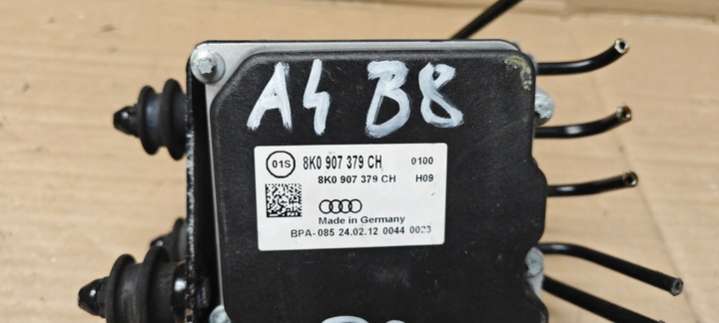 A4 B8
01S 8K0 907 379 CH 0100
8K0 907 379 CH H09
Made in Germany
BPA-085 24.02.12 0044 0023